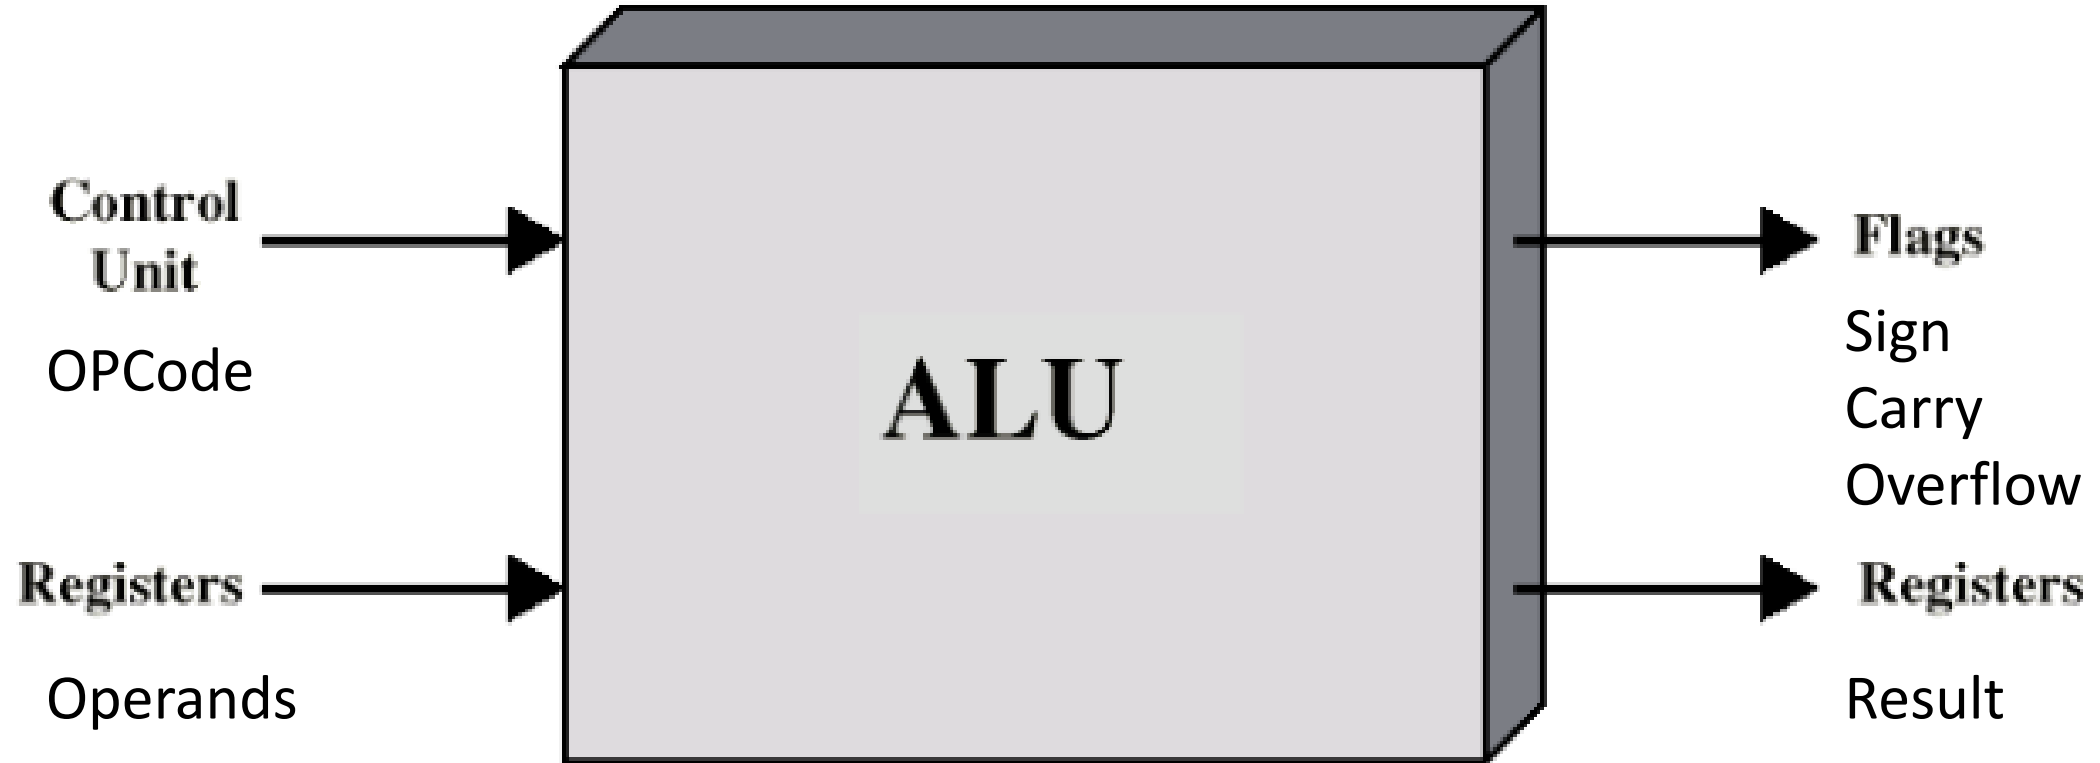 Control
Unit
OPCode
Registers
Operands
ALU
Flags
Sign
Carry
Overflow
Registers
Result